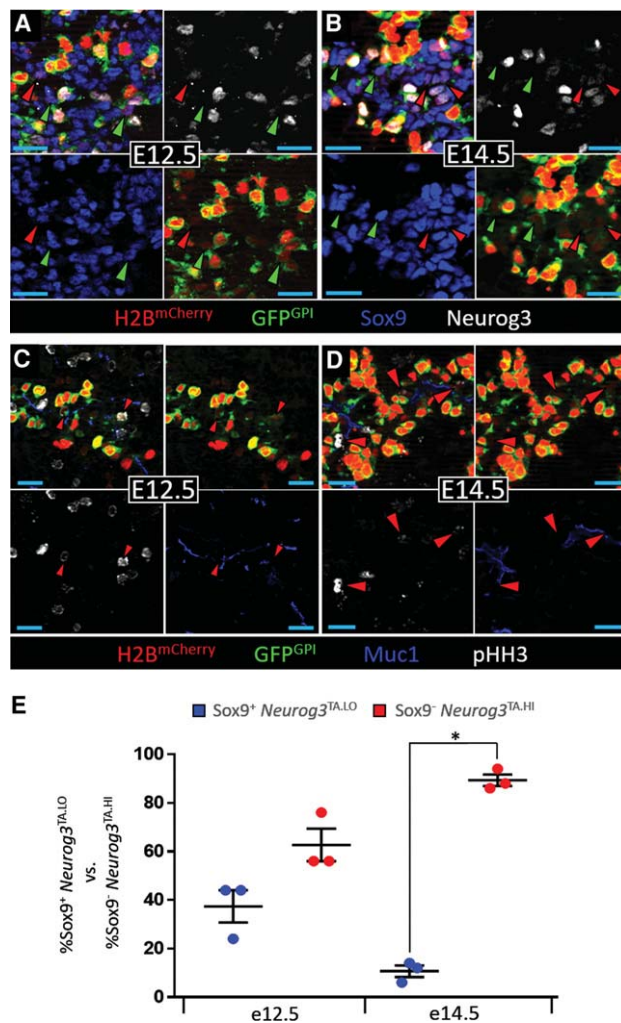 A
B
E12.5
E14.5
H2BmCherry GFPGPI Sox9 Neurog3
C
D
E12.5
E14.5
H2BmCherry GFPGPI Muc1 pHH3
E
Sox9+ Neurog3TA.LO Sox9- Neurog3TA.HI
*
100
80
60
40
20
0
%Sox9+ Neurog3TA.LO
vs.
%Sox9- Neurog3TA.HI
e12.5 e14.5